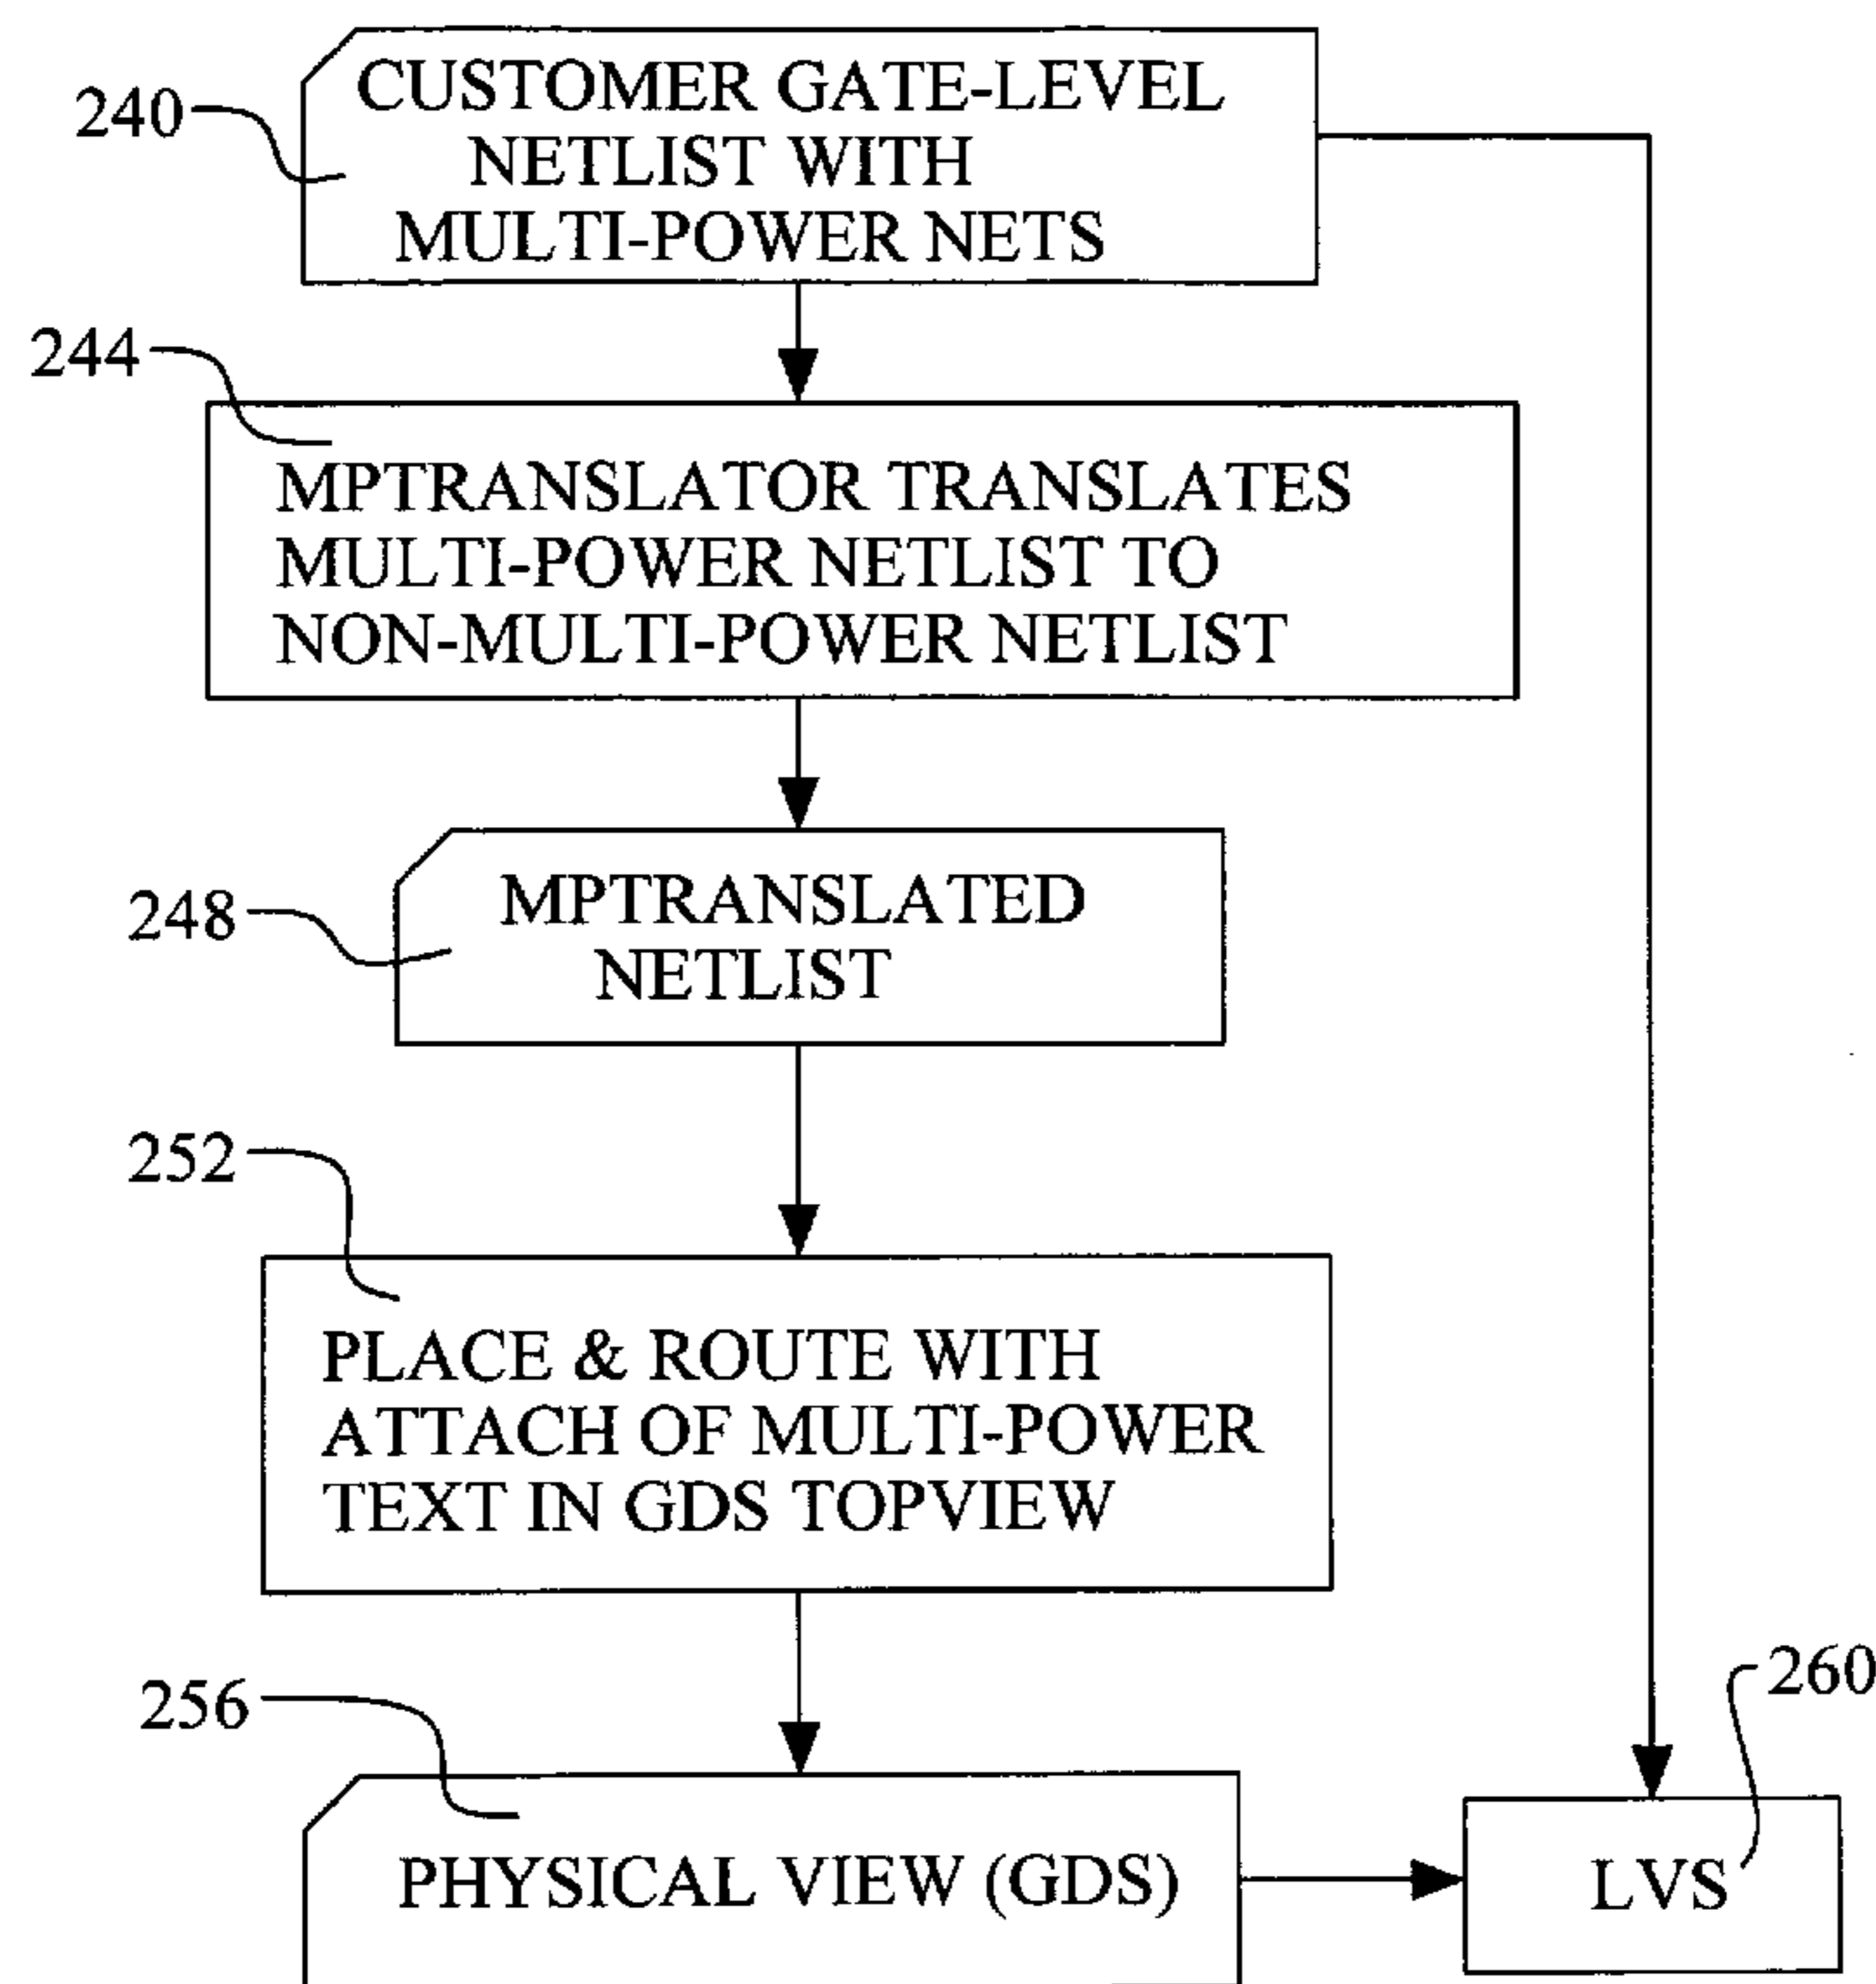 240
CUSTOMER GATE-LEVEL
NETLIST WITH
MULTI-POWER NETS
244
MPTRANSLATOR TRANSLATES
MULTI-POWER NETLIST TO
NON-MULTI-POWER NETLIST
248
MPTRANSLATED
NETLIST
252
PLACE & ROUTE WITH
ATTACH OF MULTI-POWER
TEXT IN GDS TOPVIEW
256
PHYSICAL VIEW (GDS)
260
LVS